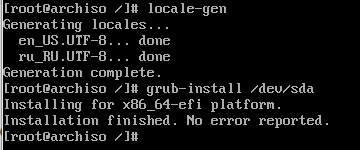 [root@archiso /]# locale-gen
Generating locales...
  en_US.UTF-8... done
  ru_RU.UTF-8... done
Generation complete.
[root@archiso /]# grub-install /dev/sda
Installing for x86_64-efi platform.
Installation finished. No error reported.
[root@archiso /]#